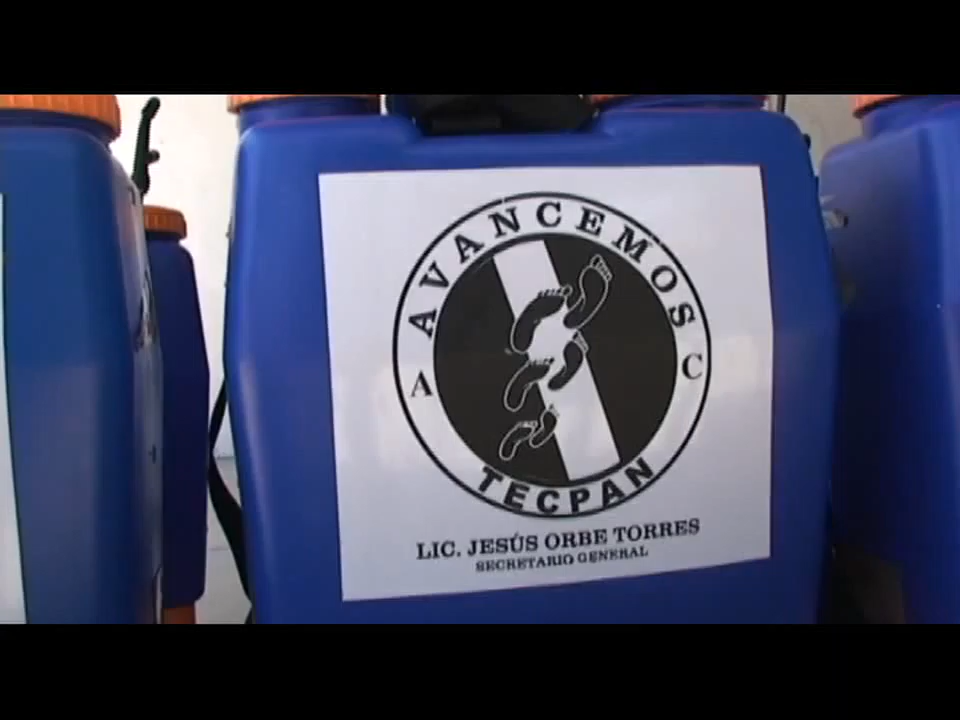 AVANCEMOS
A C
TECPAN
LIC. JESÚS ORBE TORRES
SECRETARIO GENERAL